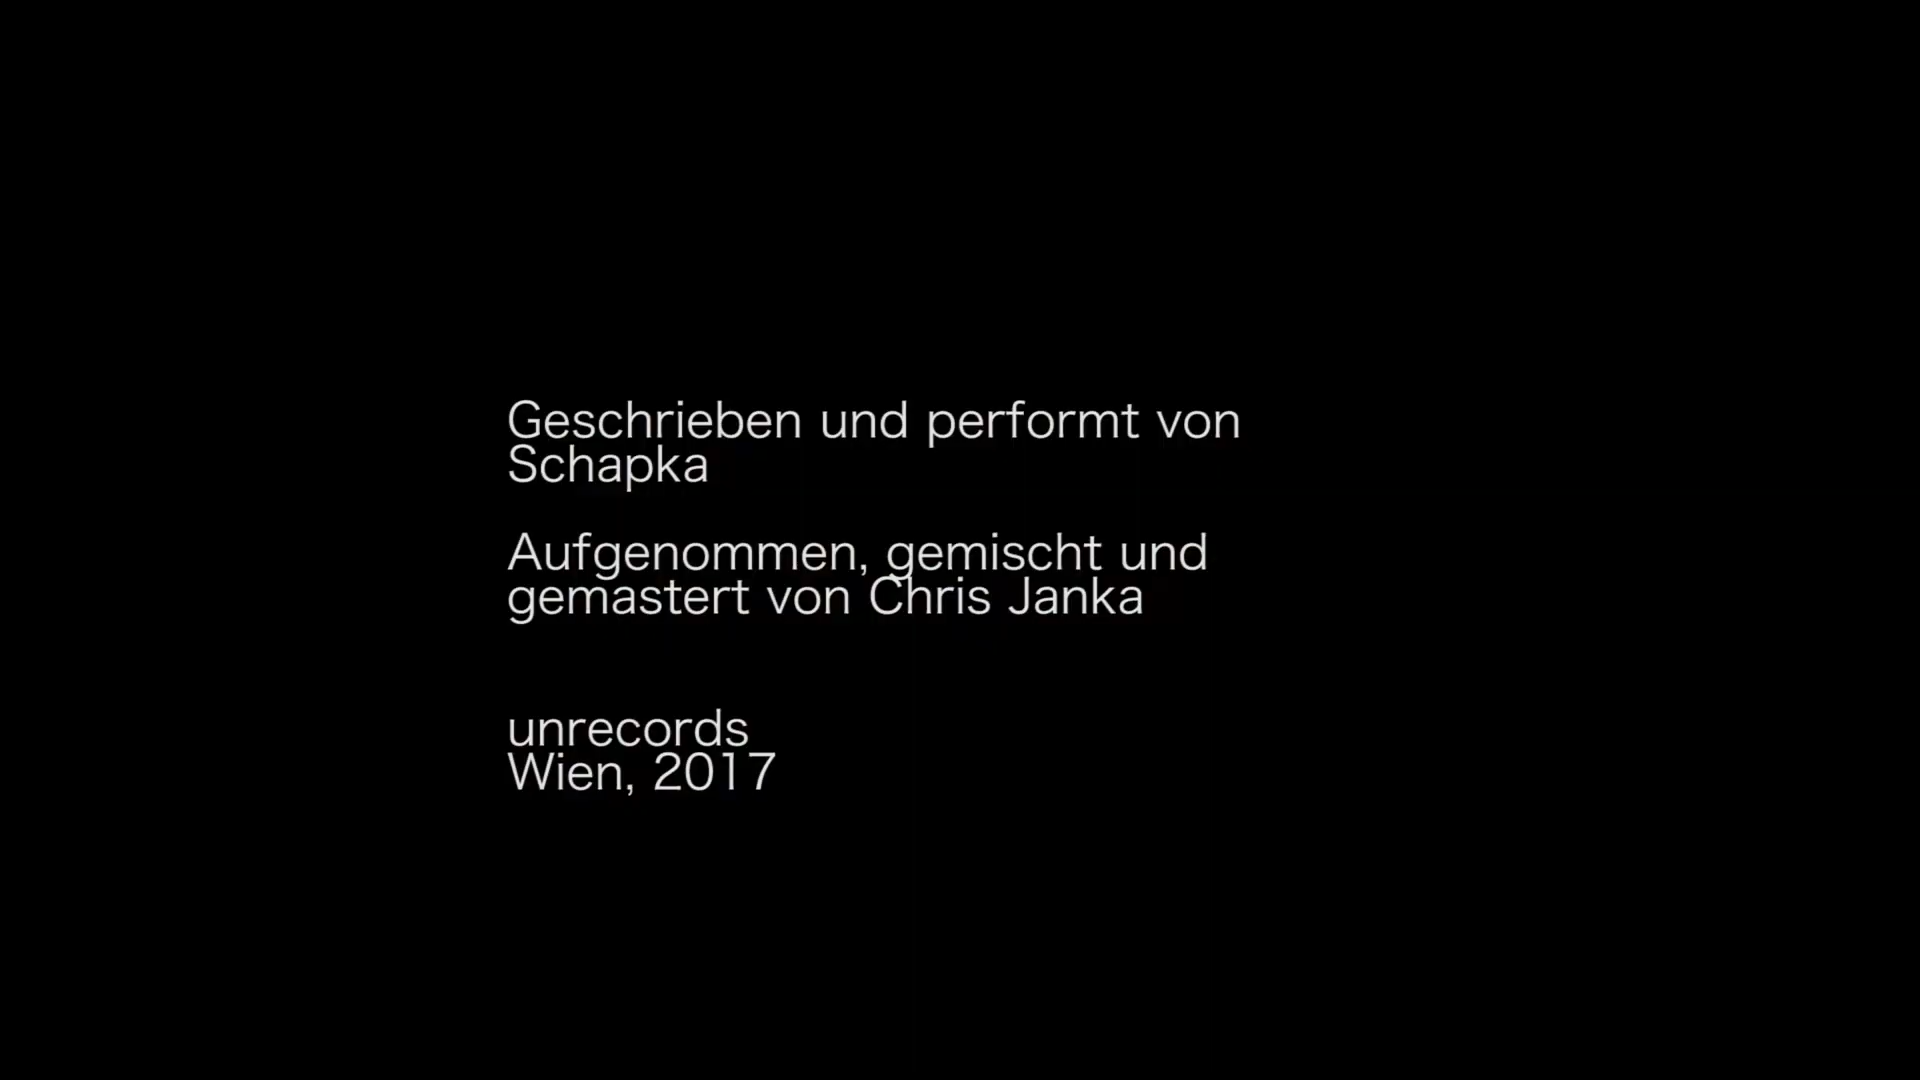 Geschrieben und performt von
Schapka
Aufgenommen, gemischt und
gemastert von Chris Janka
unrecords
Wien, 2017